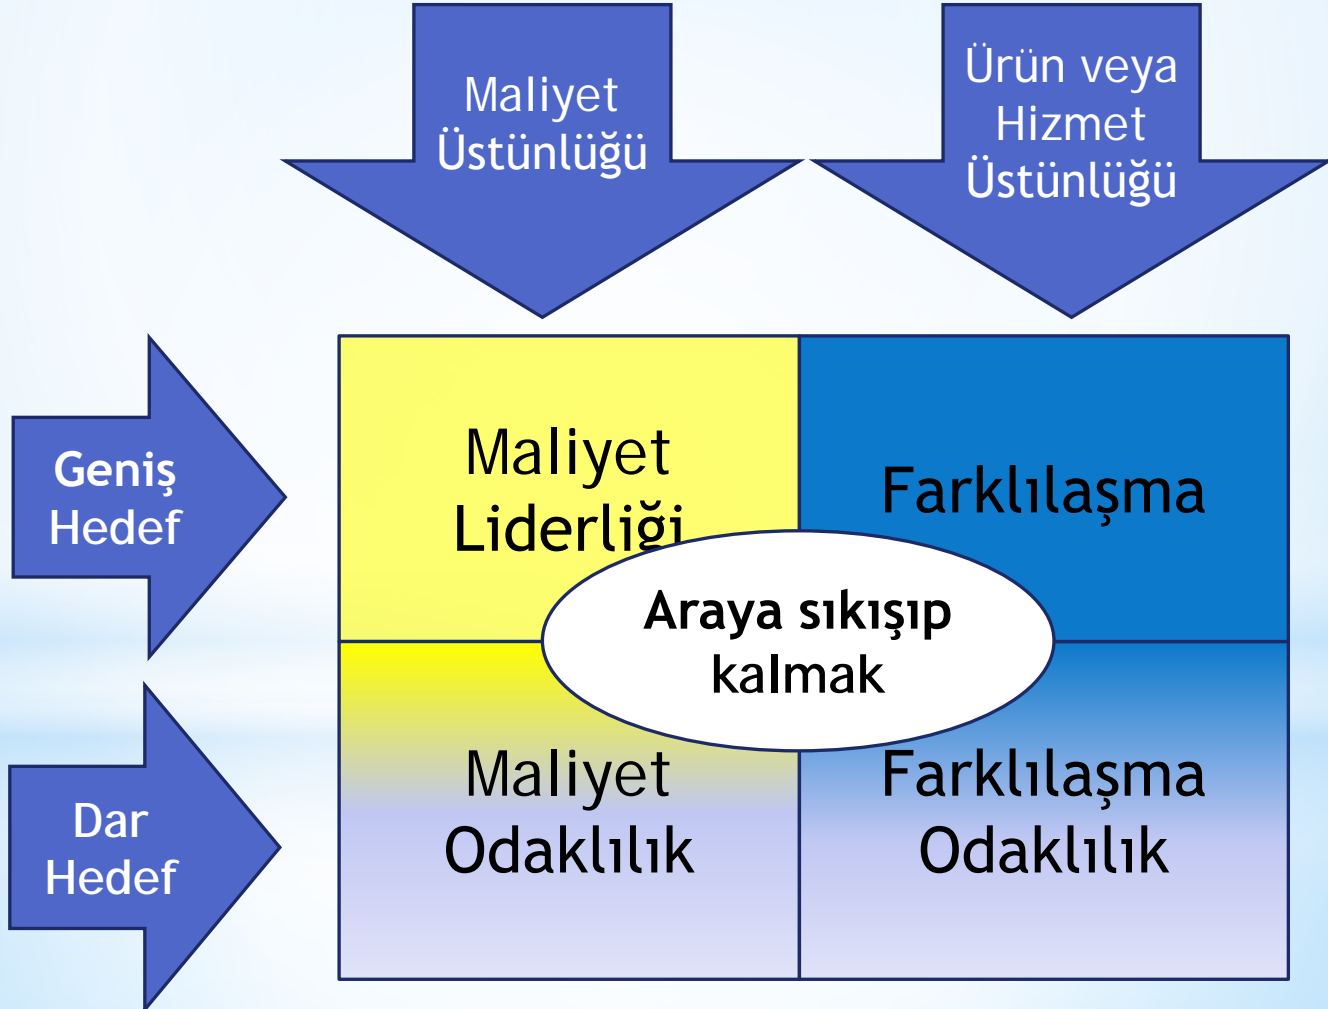 Maliyet
Üstünlüğü
Ürün veya
Hizmet
Üstünlüğü
Geniş
Hedef
Maliyet
Liderliği
Farklılaşma
Araya sıkışıp
kalmak
Dar
Hedef
Maliyet
Odaklılık
Farklılaşma
Odaklılık